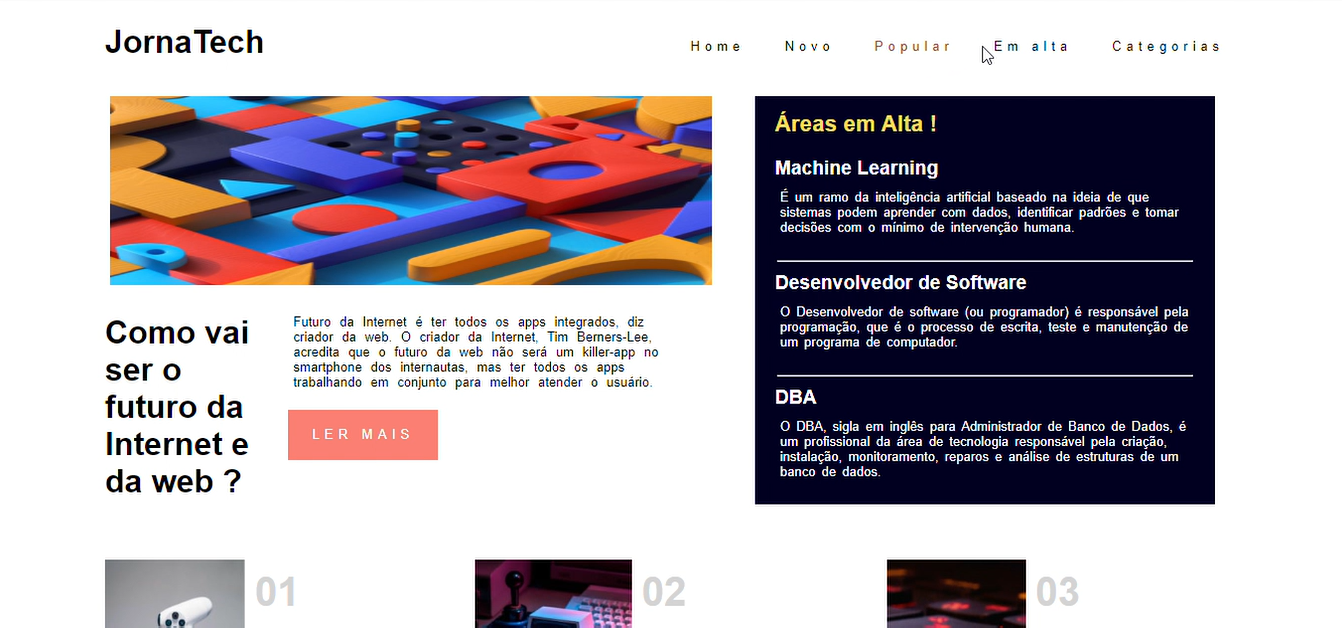 JornaTech
Home Novo Popular Em alta Categorias
Como vai
ser o
futuro da
Internet e
da web ?
Futuro da Internet é ter todos os apps integrados, diz
criador da web. O criador da Internet, Tim Berners-Lee,
acredita que o futuro da web não será um killer-app no
smartphone dos internautas, mas ter todos os apps
trabalhando em conjunto para melhor atender o usuário.
LER MAIS
Áreas em Alta !
Machine Learning
É um ramo da inteligência artificial baseado na ideia de que
sistemas podem aprender com dados, identificar padrões e tomar
decisões com o mínimo de intervenção humana.
Desenvolvedor de Software
O Desenvolvedor de software (ou programador) é responsável pela
programação, que é o processo de escrita, teste e manutenção de
um programa de computador.
DBA
O DBA, sigla em inglês para Administrador de Banco de Dados, é
um profissional da área de tecnologia responsável pela criação,
instalação, monitoramento, reparos e análise de estruturas de um
banco de dados.
01
02
03